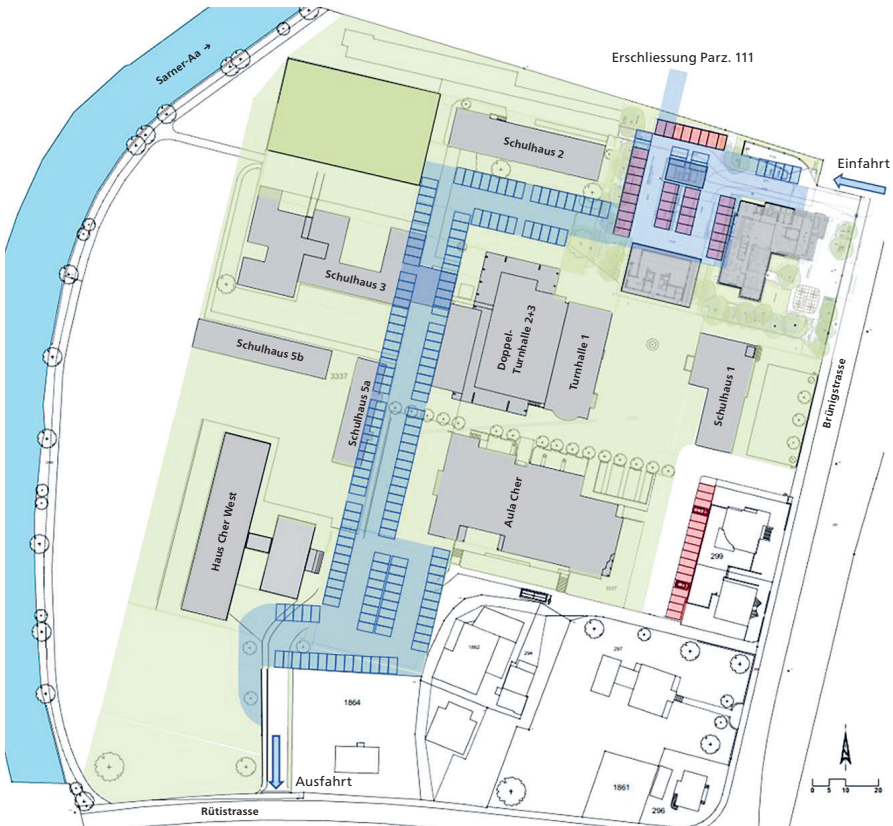 Sarner-Aa →
Erschliessung Parz. 111
Einfahrt
Schulhaus 2
Schulhaus 3
Schulhaus 5b
3337
Schulhaus 5a
Doppel-
Turnhalle 2+3
Turnhalle 1
Schulhaus 1
Brünigstrasse
Haus Cher West
Aula Cher
299
1862
294
297
1864
1861
296
Ausfahrt
Rütistrasse
0 5 10 20